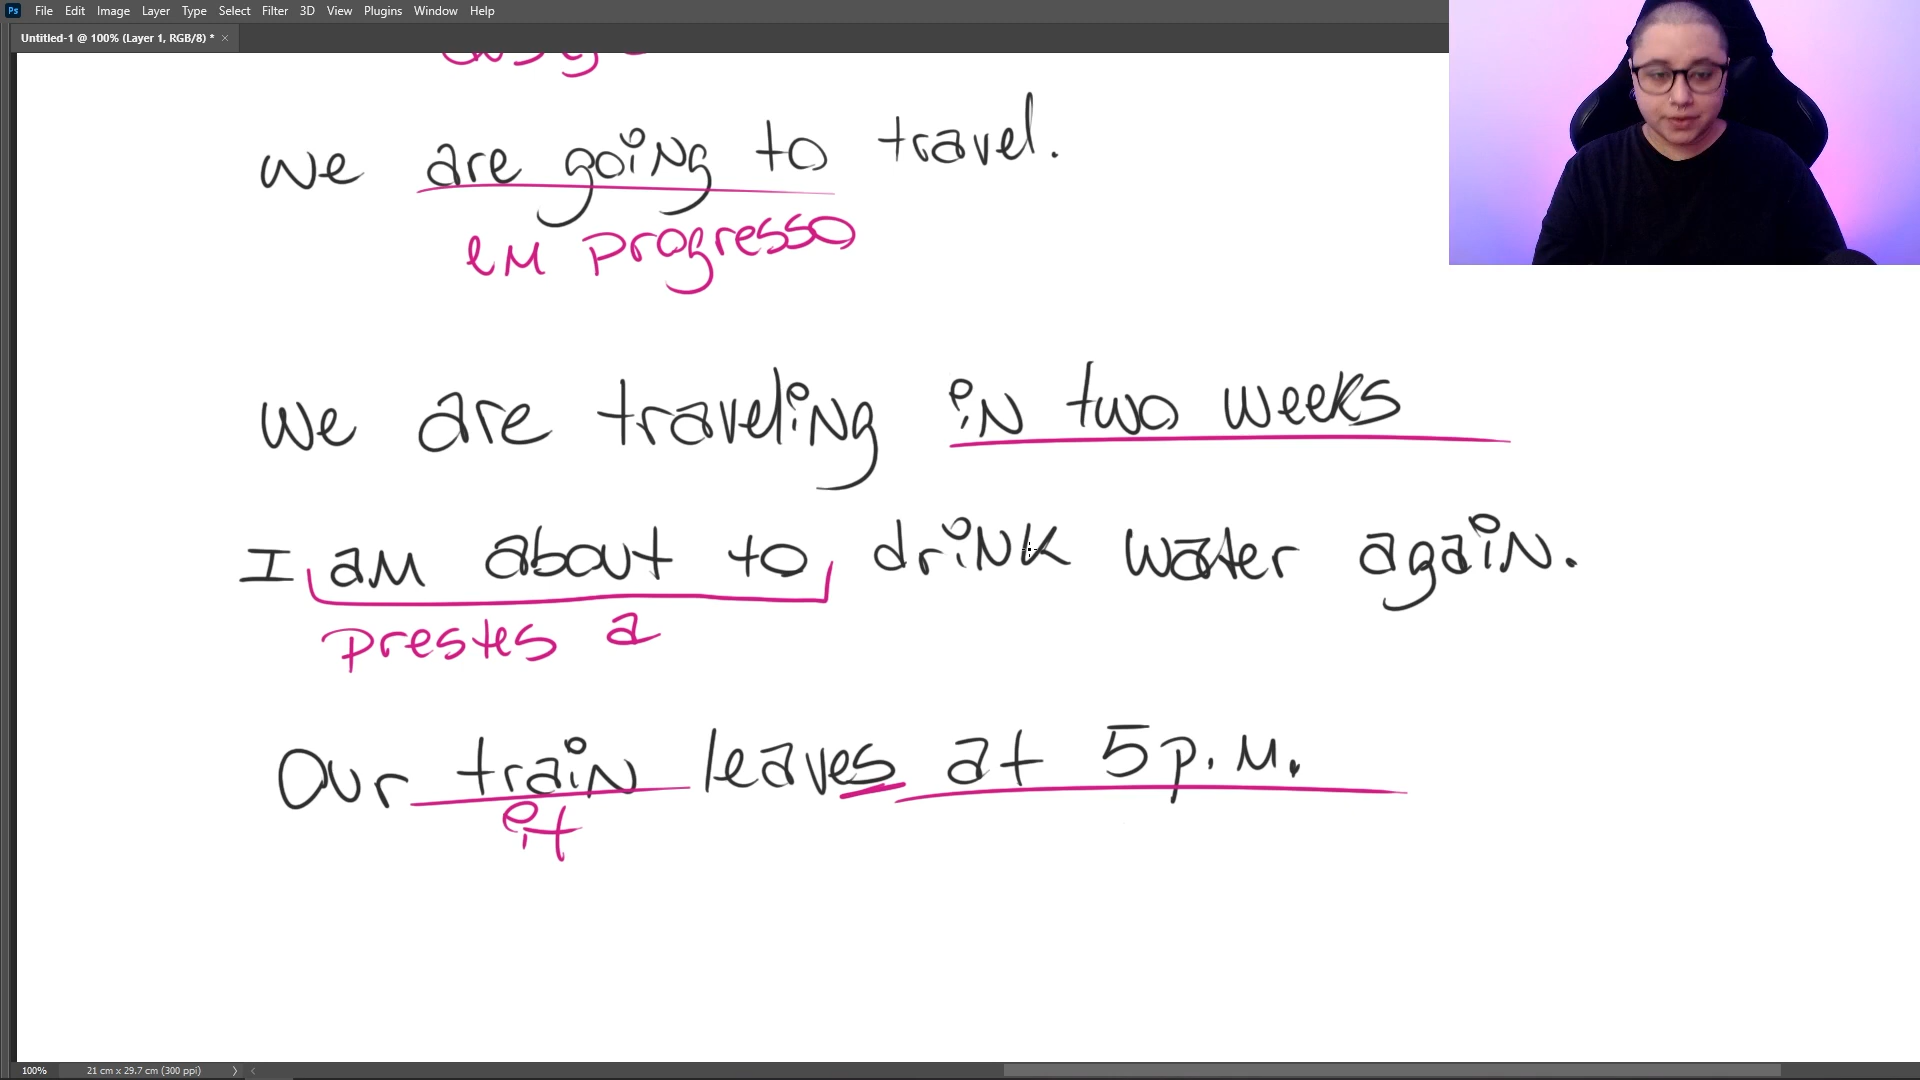 Ps File Edit Image Layer Type Select Filter 3D View Plugins Window Help
Untitled-1 @ 100% (Layer 1, RGB/8) * ×
we are going to travel.
em progresso
we are traveling in two weeks
I am about to drink water again.
prestes a
Our train leaves at 5 p.m.
it
100% 21 cm x 29.7 cm (300 ppi)